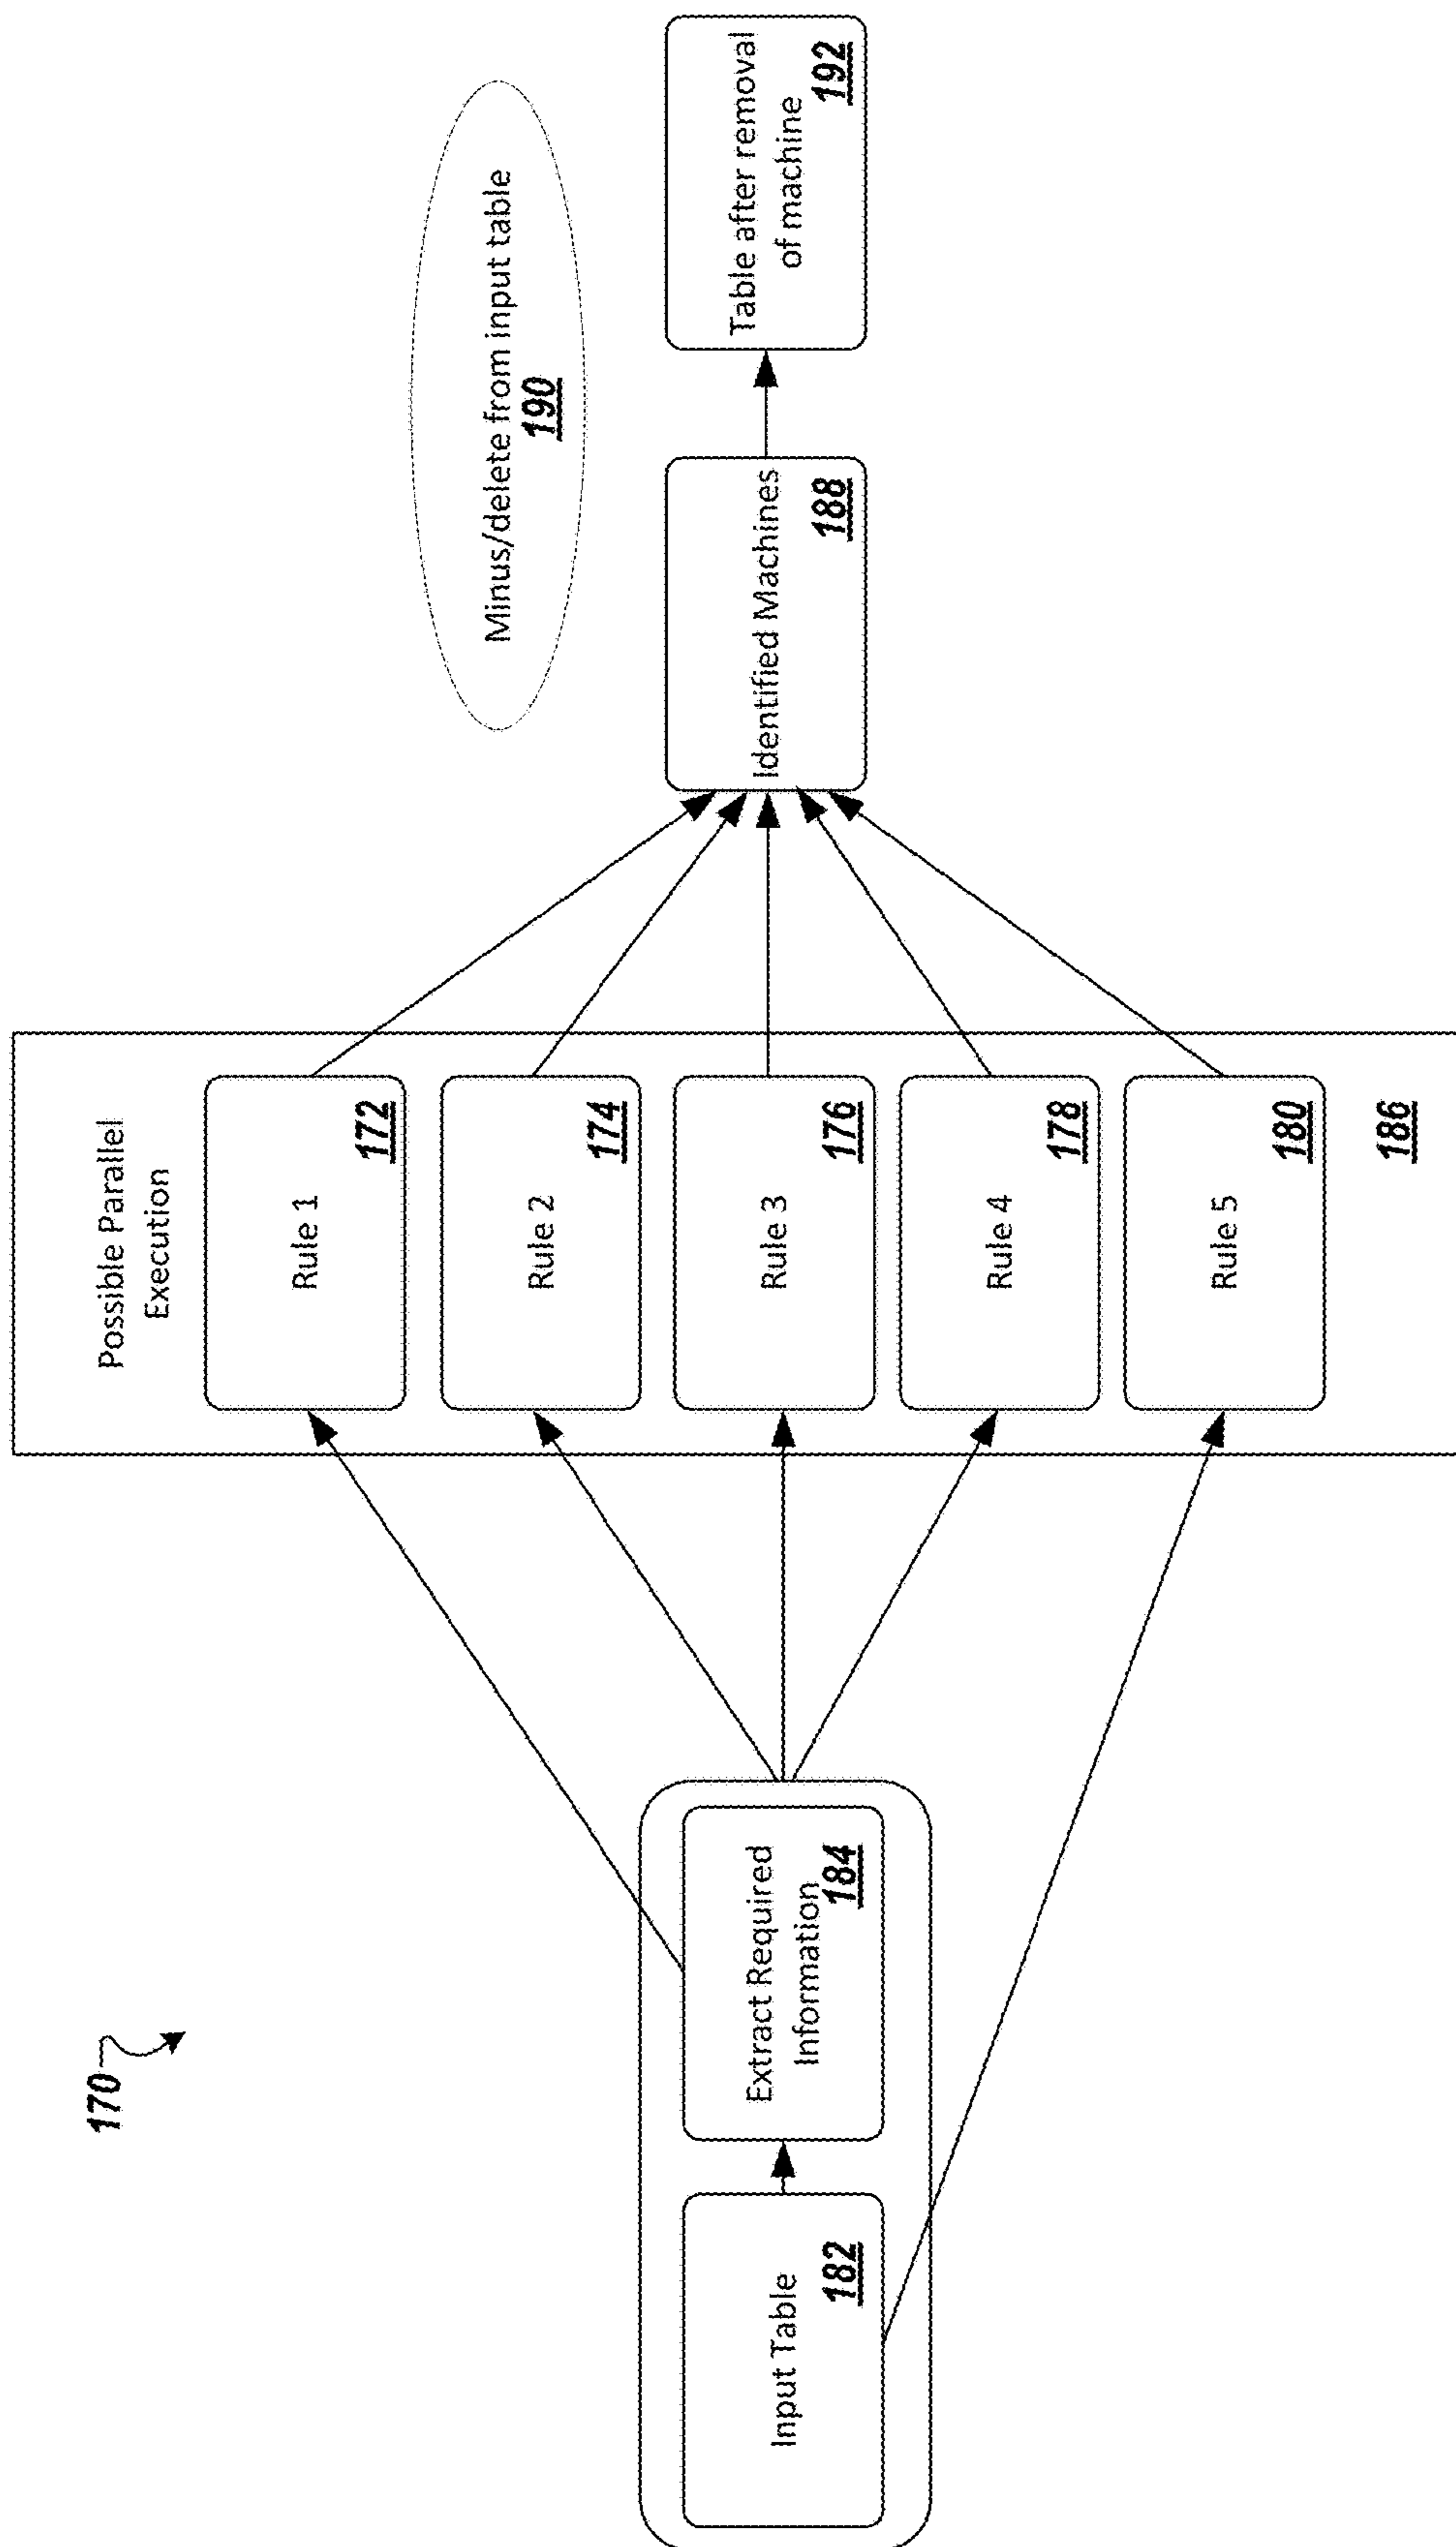 170
Input Table
182
Extract Required
Information
184
Possible Parallel
Execution
Rule 1
172
Rule 2
174
Rule 3
176
Rule 4
178
Rule 5
180
186
Identified Machines
188
Minus/delete from input table
190
Table after removal
of machine
192